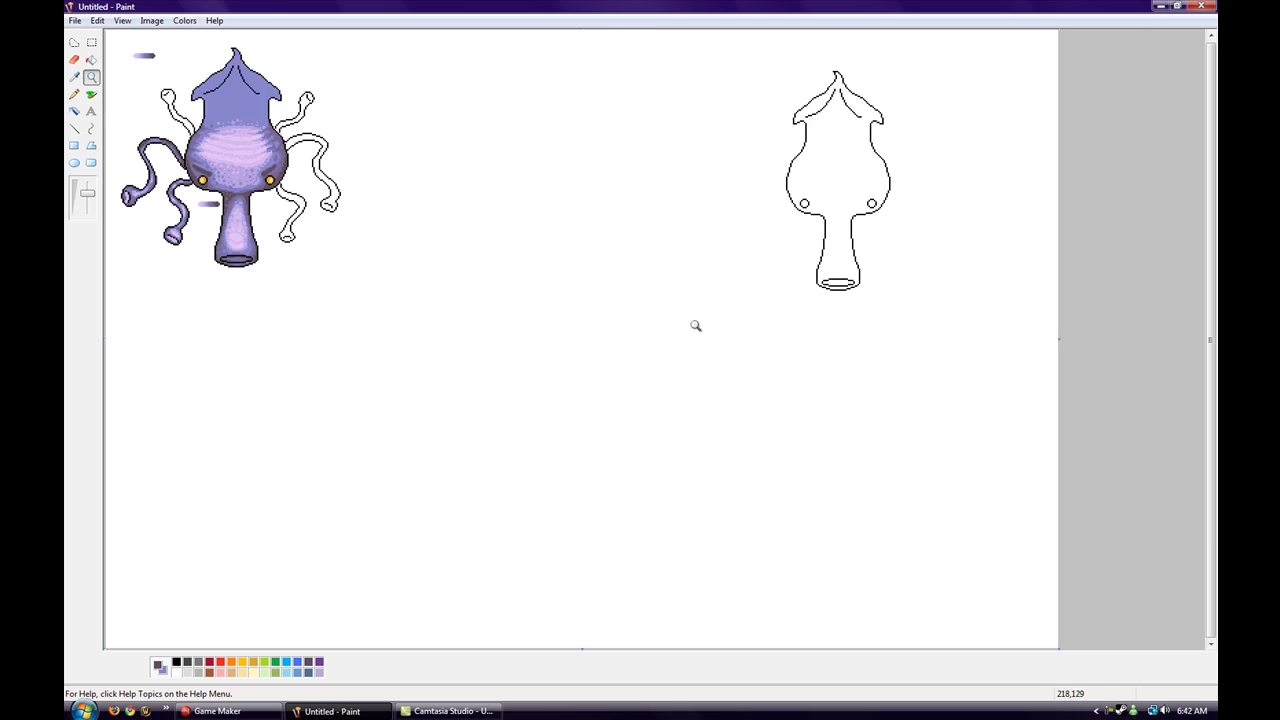 Untitled - Paint
File Edit View Image Colors Help
For Help, click Help Topics on the Help Menu.
218,129
Game Maker
Untitled - Paint
Camtasia Studio - U...
6:42 AM